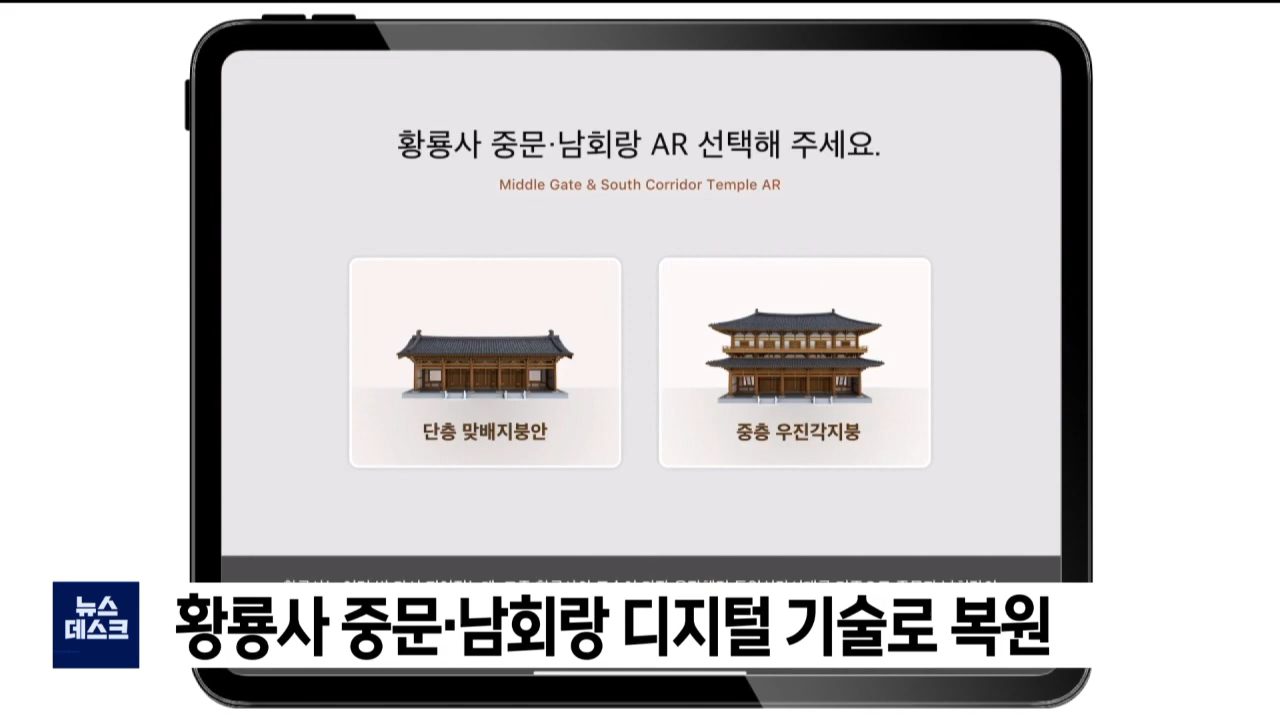 황룡사 중문·남회랑 AR 선택해 주세요.
Middle Gate & South Corridor Temple AR
단층 맞배지붕안
중층 우진각지붕
뉴스
데스크
황룡사 중문·남회랑 디지털 기술로 복원